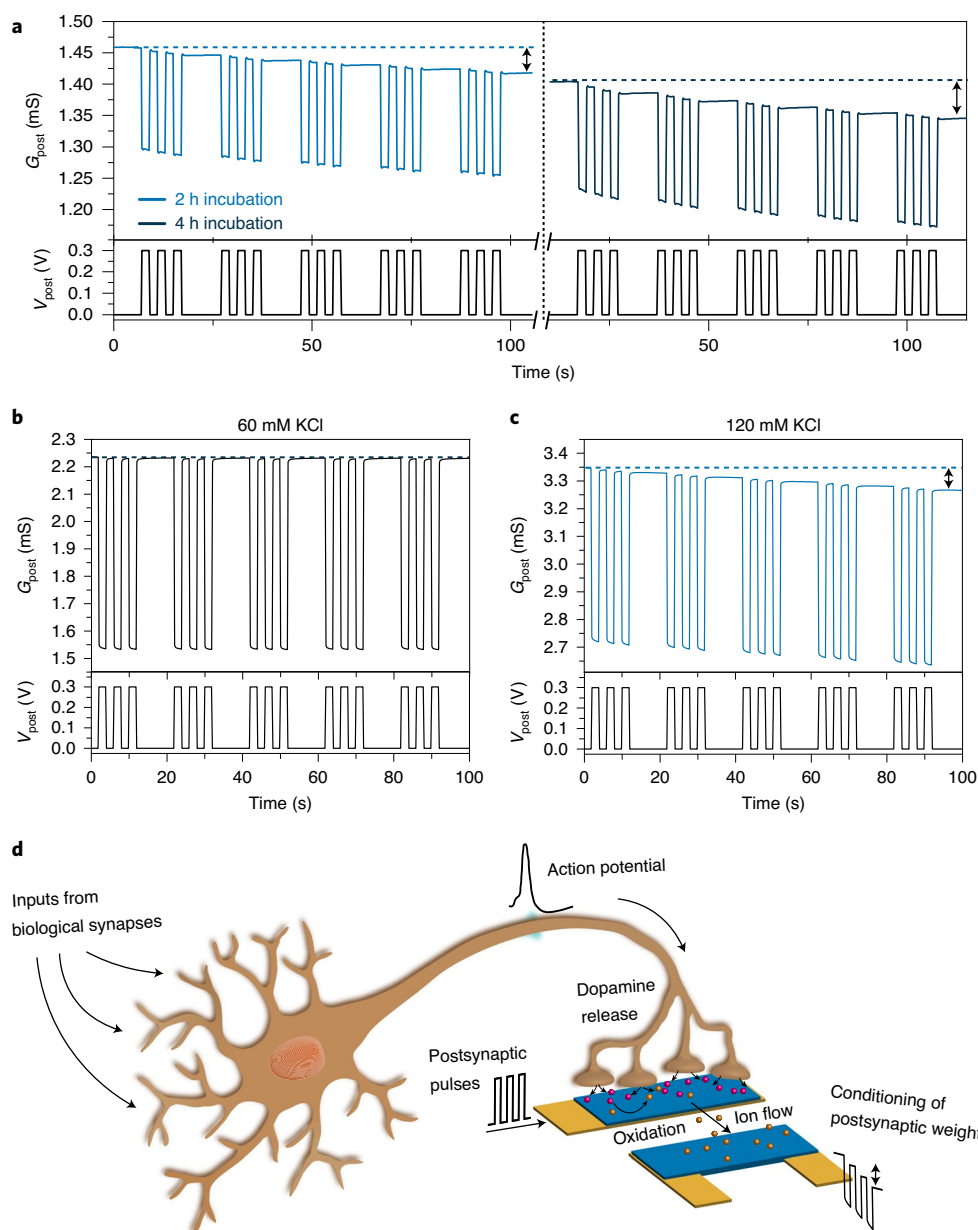 a
1.50
1.45
1.40
1.35
1.30
1.25
1.20
G_post (mS)
2 h incubation
4 h incubation
0.3
0.2
0.1
0.0
V_post (V)
0 50 100 50 100
Time (s)
b
60 mM KCl
2.3
2.2
2.1
2.0
1.9
1.8
1.7
1.6
1.5
G_post (mS)
0.3
0.2
0.1
0.0
V_post (V)
0 20 40 60 80 100
Time (s)
c
120 mM KCl
3.4
3.3
3.2
3.1
3.0
2.9
2.8
2.7
G_post (mS)
0.3
0.2
0.1
0.0
V_post (V)
0 20 40 60 80 100
Time (s)
d
Inputs from
biological synapses
Action potential
Dopamine
release
Postsynaptic
pulses
Oxidation
Ion flow
Conditioning of
postsynaptic weight